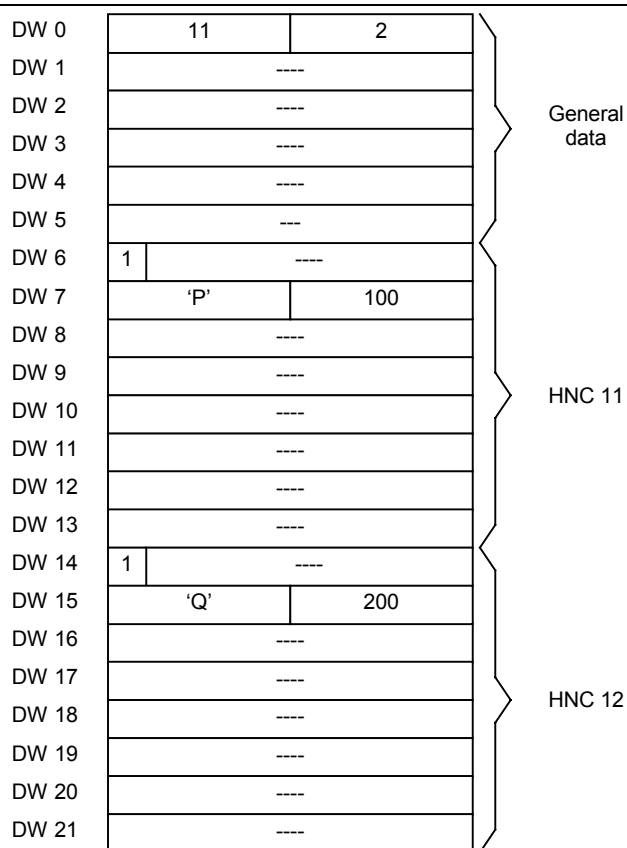 DW 0 11 2
DW 1 ----
DW 2 ---- General
DW 3 ---- data
DW 4 ----
DW 5 ---
DW 6 1 ----
DW 7 ‘P’ 100
DW 8 ----
DW 9 ----
DW 10 ---- HNC 11
DW 11 ----
DW 12 ----
DW 13 ----
DW 14 1 ----
DW 15 ‘Q’ 200
DW 16 ----
DW 17 ----
DW 18 ---- HNC 12
DW 19 ----
DW 20 ----
DW 21 ----